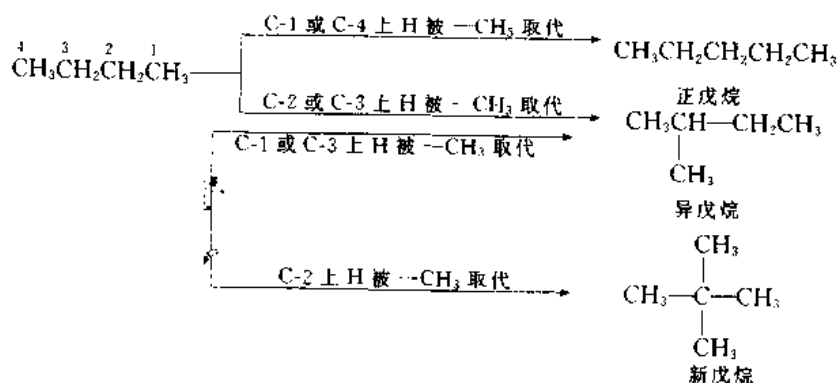 C-1 或 C-4 上 H 被 —CH₃ 取代
4 3 2 1
CH₃CH₂CH₂CH₃
CH₃CH₂CH₂CH₂CH₃
正戊烷
C-2 或 C-3 上 H 被 -CH₃ 取代
CH₃CH—CH₂CH₃
C-1 或 C-3 上 H 被 —CH₃ 取代
CH₃
异戊烷
CH₃
C-2 上 H 被 —CH₃ 取代
CH₃—C—CH₃
CH₃
新戊烷